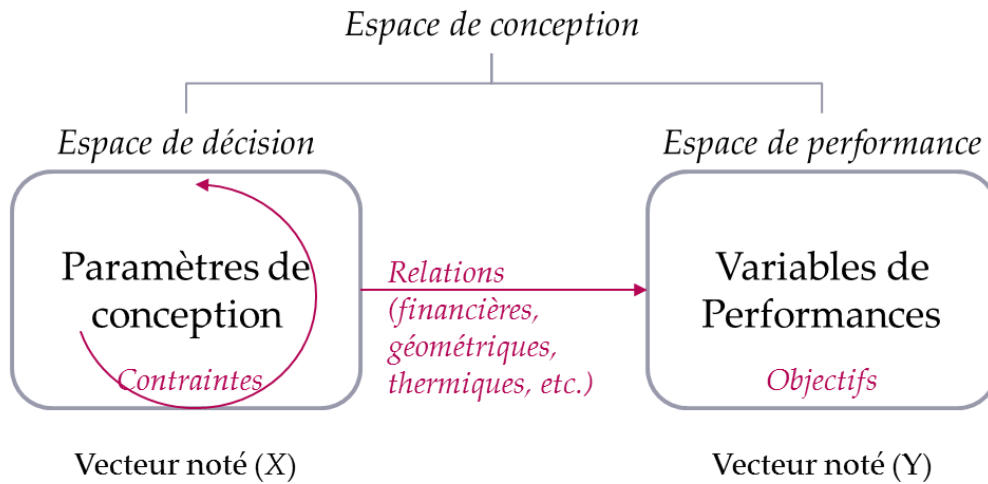 Espace de conception
Espace de décision
Espace de performance
Paramètres de
conception
Contraintes
Relations
(financières,
géométriques,
thermiques, etc.)
Variables de
Performances
Objectifs
Vecteur noté (X)
Vecteur noté (Y)